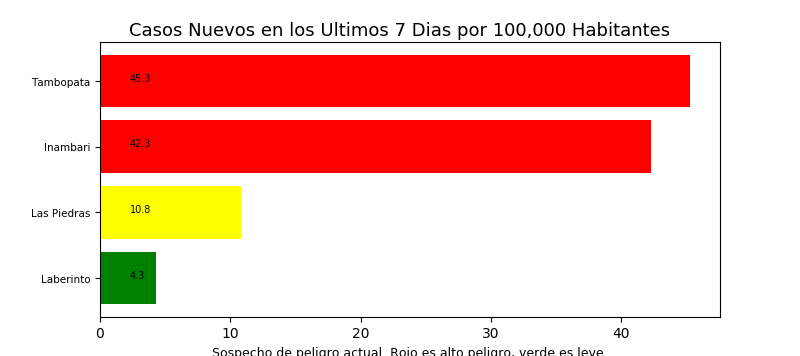 Casos Nuevos en los Ultimos 7 Dias por 100,000 Habitantes
Tambopata 45.3
Inambari 42.3
Las Piedras 10.8
Laberinto 4.3
0 10 20 30 40
Sospecho de peligro actual. Rojo es alto peligro, verde es leve